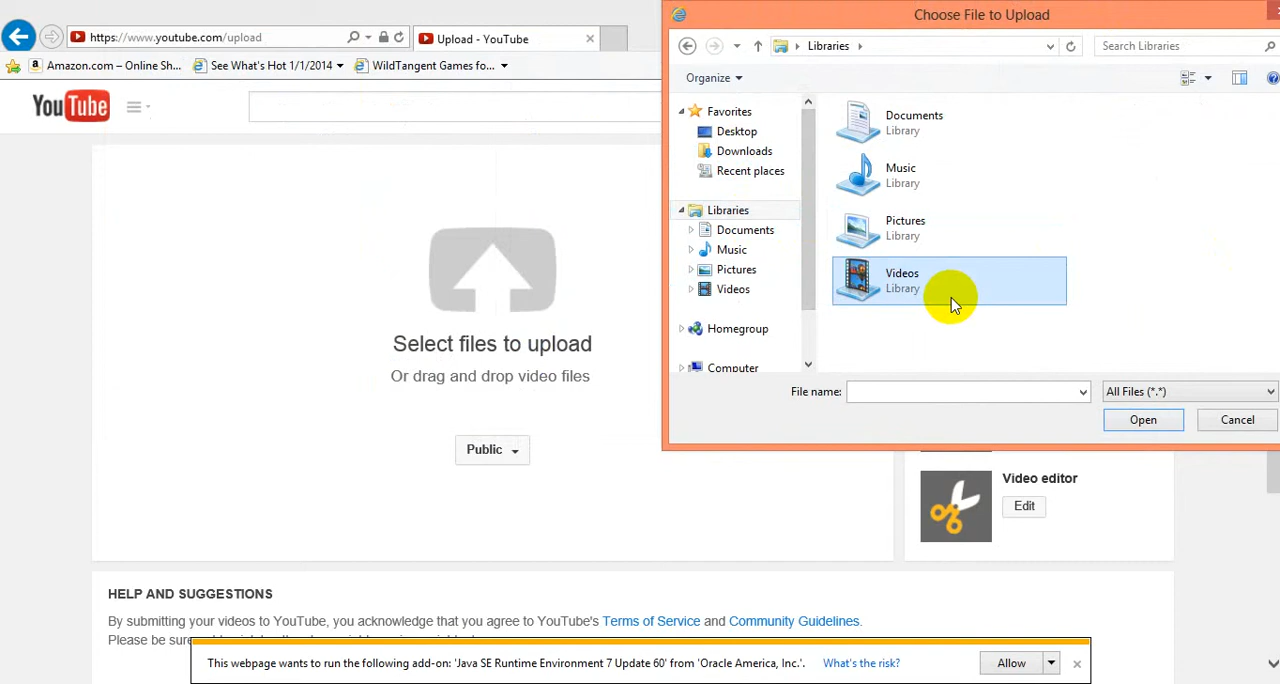 Choose File to Upload
https://www.youtube.com/upload
Upload - YouTube
Libraries
Search Libraries
Amazon.com – Online Sh...
See What's Hot 1/1/2014
WildTangent Games fo...
Organize
YouTube
Favorites
Desktop
Downloads
Recent places
Libraries
Documents
Music
Pictures
Videos
Homegroup
Computer
Documents
Library
Music
Library
Pictures
Library
Videos
Library
File name:
All Files (*.*)
Open
Cancel
Select files to upload
Or drag and drop video files
Public
Video editor
Edit
HELP AND SUGGESTIONS
By submitting your videos to YouTube, you acknowledge that you agree to YouTube's Terms of Service and Community Guidelines.
Please be sure
This webpage wants to run the following add-on: 'Java SE Runtime Environment 7 Update 60' from 'Oracle America, Inc.'.
What's the risk?
Allow